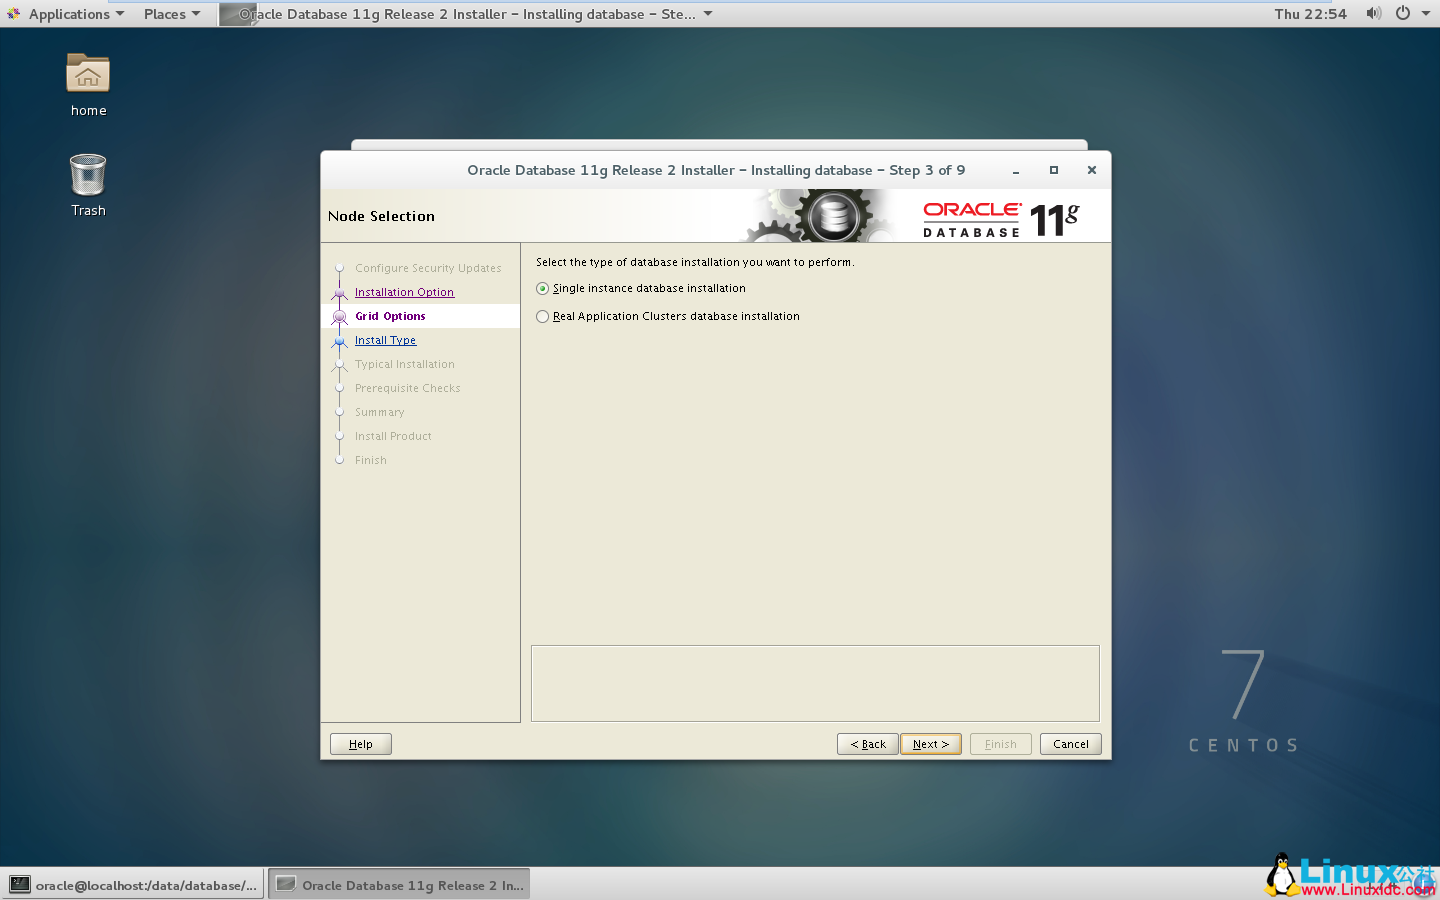 Applications Places Oracle Database 11g Release 2 Installer – Installing database – Ste... Thu 22:54
home
Trash
Oracle Database 11g Release 2 Installer – Installing database – Step 3 of 9
Node Selection
ORACLE DATABASE 11g
Configure Security Updates
Installation Option
Grid Options
Install Type
Typical Installation
Prerequisite Checks
Summary
Install Product
Finish
Select the type of database installation you want to perform.
Single instance database installation
Real Application Clusters database installation
Help < Back Next > Finish Cancel
7
CENTOS
oracle@localhost:/data/database/... Oracle Database 11g Release 2 In...
Linux公社
www.Linuxidc.com